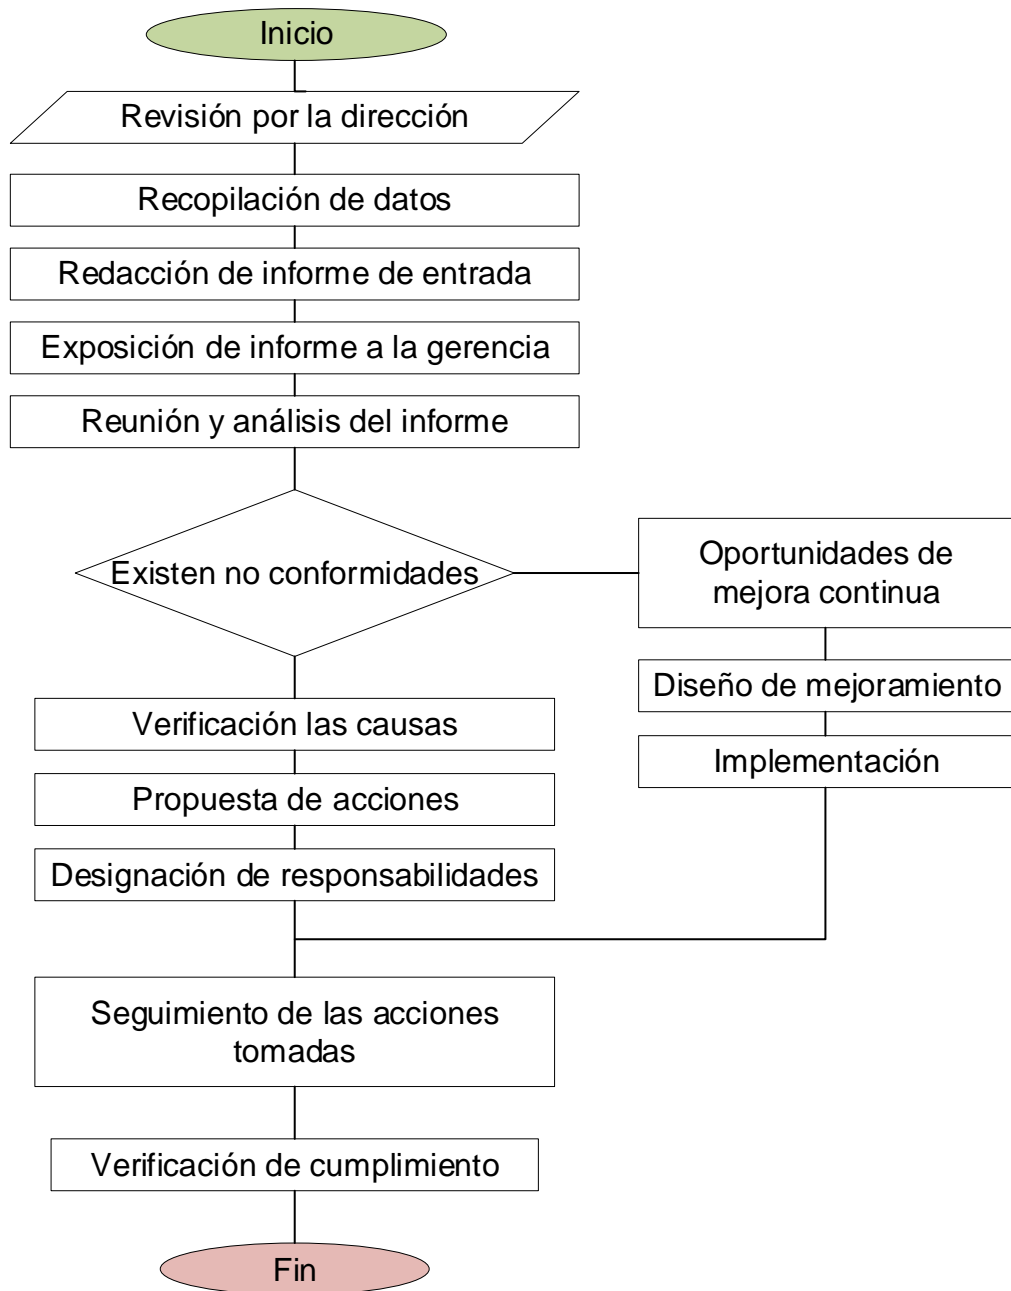 Inicio
Revisión por la dirección
Recopilación de datos
Redacción de informe de entrada
Exposición de informe a la gerencia
Reunión y análisis del informe
Existen no conformidades
Oportunidades de
mejora continua
Diseño de mejoramiento
Implementación
Verificación las causas
Propuesta de acciones
Designación de responsabilidades
Seguimiento de las acciones
tomadas
Verificación de cumplimiento
Fin